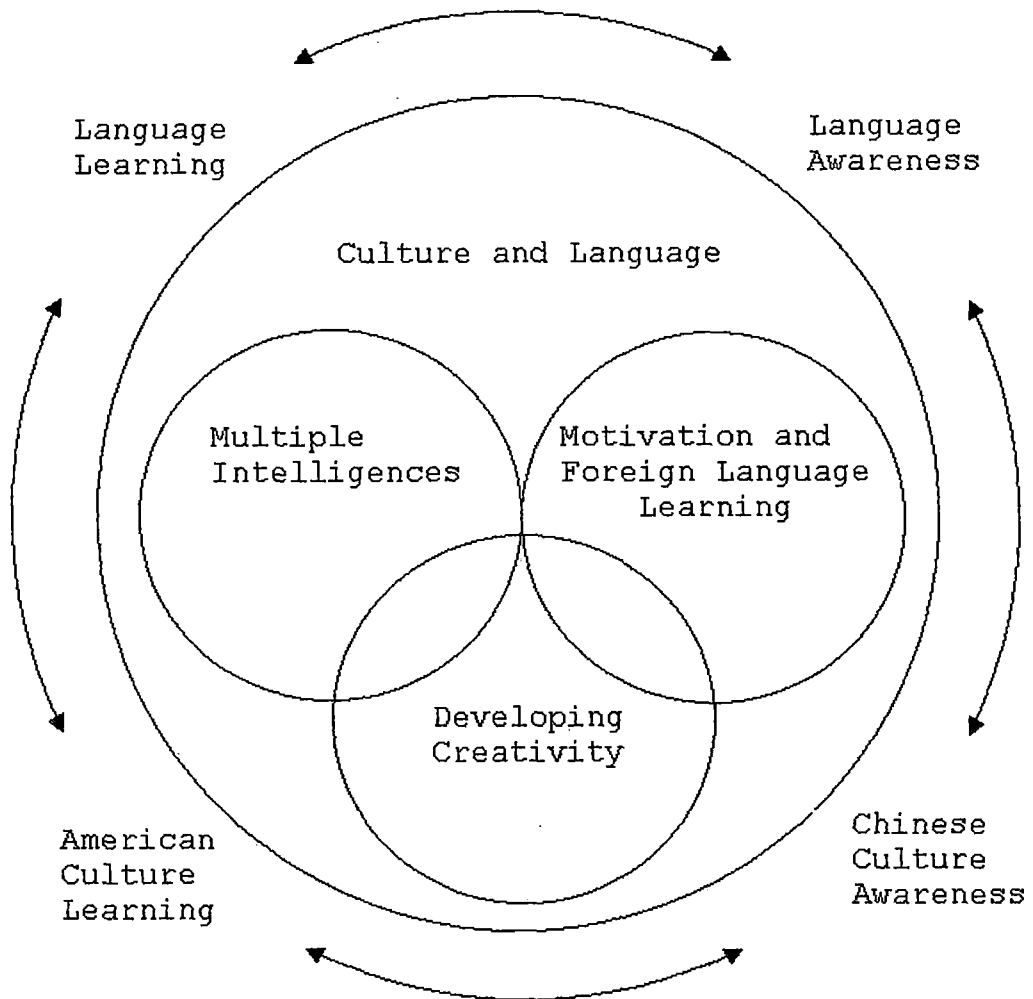 Language
Learning
Language
Awareness
Culture and Language
Multiple
Intelligences
Motivation and
Foreign Language
Learning
Developing
Creativity
American
Culture
Learning
Chinese
Culture
Awareness